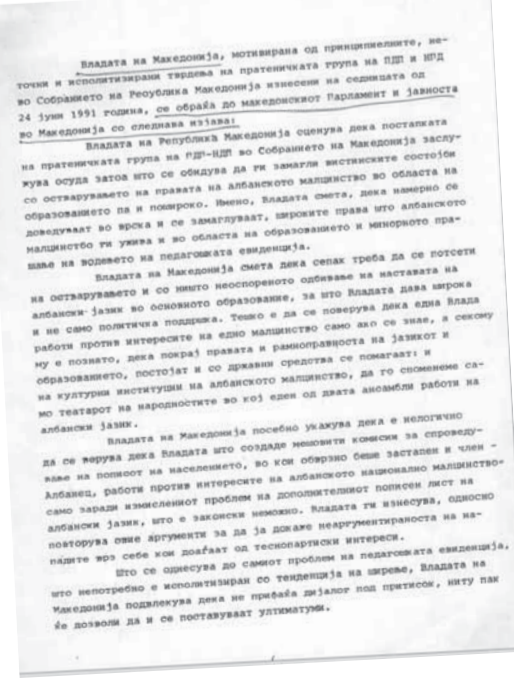 Владата на Македонија, мотивирана од принципиелните, не-
точки и исполитизирани тврдења на пратеничката група на ПДП и НПД
во Собранието на Република Македонија изнесени на седницата од
24 јуни 1991 година, се обраќа до македонскиот Парламент и јавноста
во Македонија со следнава изјава:
Владата на Република Македонија оценува дека постапката
на пратеничката група на ПДП-НДП во Собранието на Македонија заслу-
жува осуда затоа што се обидува да ги замагли вистинските состојби
со остварувањето на правата на албанското малцинство во областа на
образованието па и пошироко. Имено, Владата смета, дека намерно се
доведуваат во врска и се замаглуваат, широките права што албанското
малцинстбо ги ужива и во областа на образованието и минорното пра-
шање на водењето на педагошката евиденција.
Владата на Македонија смета дека сепак треба да се потсети
на остварувањето и со ништо неоспореното одбивање на наставата на
албански-јазик во основното образование, за што Владата дава широка
и не само политичка поддршка. Тешко е да се поверува дека една Влада
работи против интересите на едно малцинство само ако се знае, а секому
му е познато, дека покрај правата и рамноправноста на јазикот и
образованието, постојат и со државни средства се помагаат: и
на културни институции на албанското малцинство, да го споменеме са-
мо театарот на народностите во кој еден од двата ансамбли работи на
албански јазик.
Владата на Македонија посебно укажува дека е нелогично
да се верува дека Владата што создаде мешовити комисии за спроведу-
вање на пописот на населението, во кои обврзно беше застапен и член -
Албанец, работи против интересите на албанското национално малцинство-
само заради измислениот проблем на дополнителниот пописен лист на
албански јазик, што е законски неможно. Владата ги изнесува, односно
повторува овие аргументи за да ја докаже неаргументираноста на на-
падите врз себе кои доаѓаат од теснопартиски интереси.
Што се однесува до самиот проблем на педагошката евиденција,
што непотребно е исполитизиран со тенденција на ширење, Владата на
Македонија подвлекува дека не прифаќа дијалог под притисок, ниту пак
ќе дозволи да и се поставуваат ултиматуми.